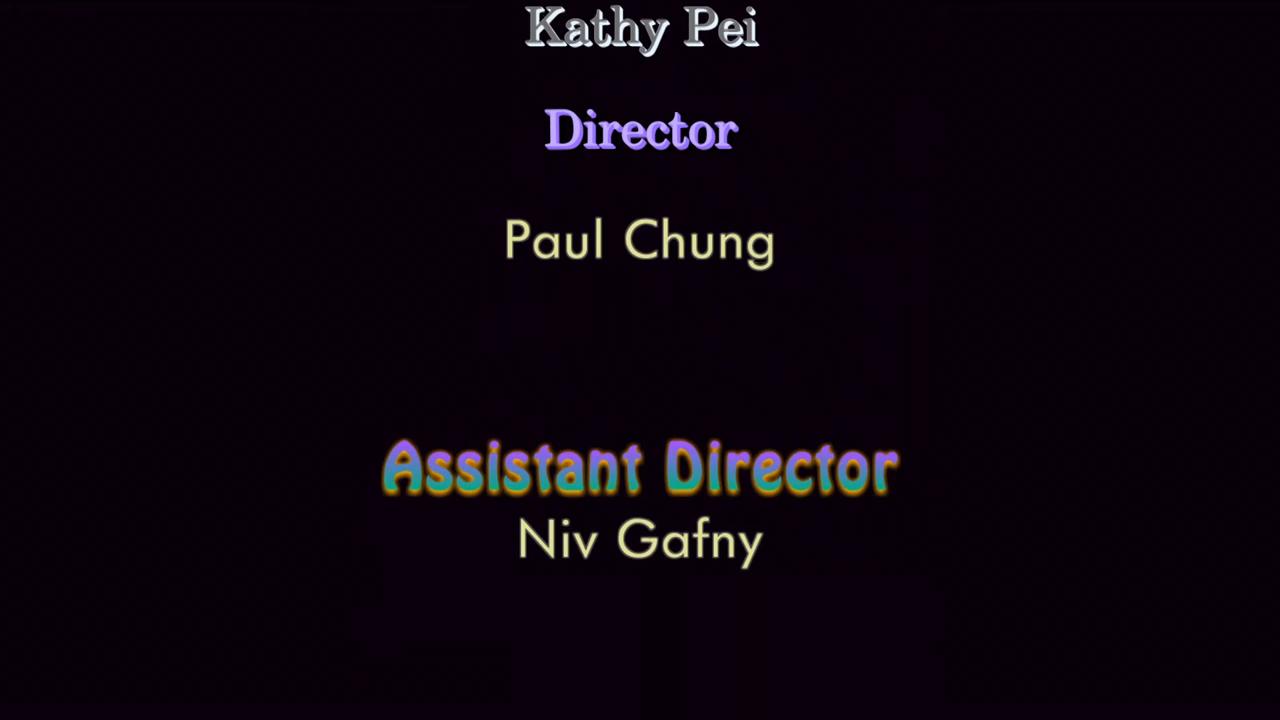 Kathy Pei
Director
Paul Chung
Assistant Director
Niv Gafny